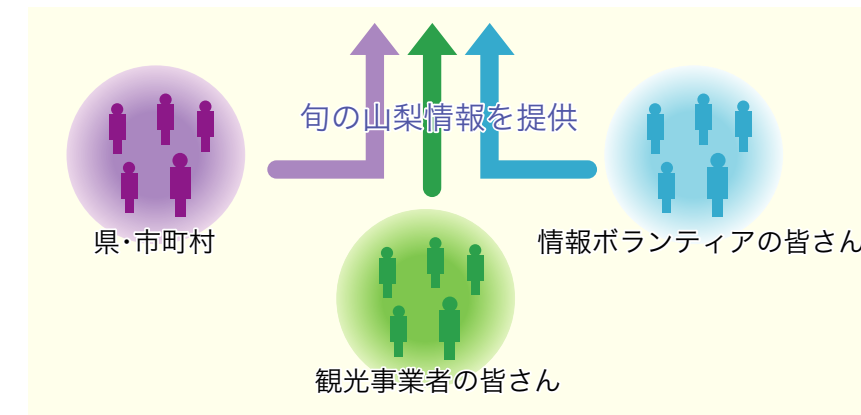 旬の山梨情報を提供
県・市町村
情報ボランティアの皆さん
観光事業者の皆さん